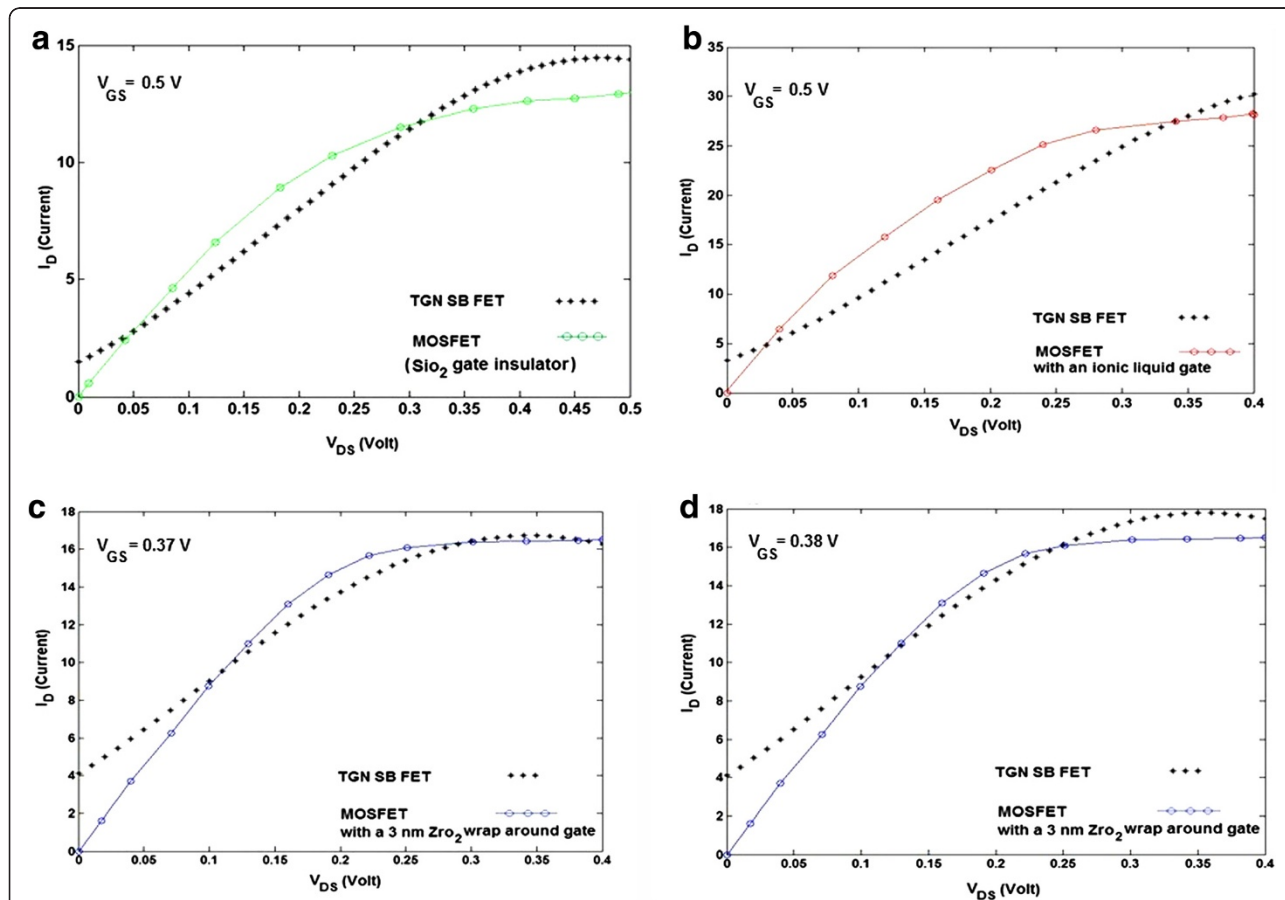 a
V_GS = 0.5 V
15
10
5
0
I_D (Current)
TGN SB FET
MOSFET
(Sio₂ gate insulator)
0 0.05 0.1 0.15 0.2 0.25 0.3 0.35 0.4 0.45 0.5
V_DS (Volt)
b
V_GS = 0.5 V
35
30
25
20
15
10
5
0
I_D (Current)
TGN SB FET
MOSFET
with an ionic liquid gate
0 0.05 0.1 0.15 0.2 0.25 0.3 0.35 0.4
V_DS (Volt)
c
V_GS = 0.37 V
18
16
14
12
10
8
6
4
2
0
I_D (Current)
TGN SB FET
MOSFET
with a 3 nm Zro₂ wrap around gate
0 0.05 0.1 0.15 0.2 0.25 0.3 0.35 0.4
V_DS (Volt)
d
V_GS = 0.38 V
18
16
14
12
10
8
6
4
2
0
I_D (Current)
TGN SB FET
MOSFET
with a 3 nm Zro₂ wrap around gate
0 0.05 0.1 0.15 0.2 0.25 0.3 0.35 0.4
V_DS (Volt)